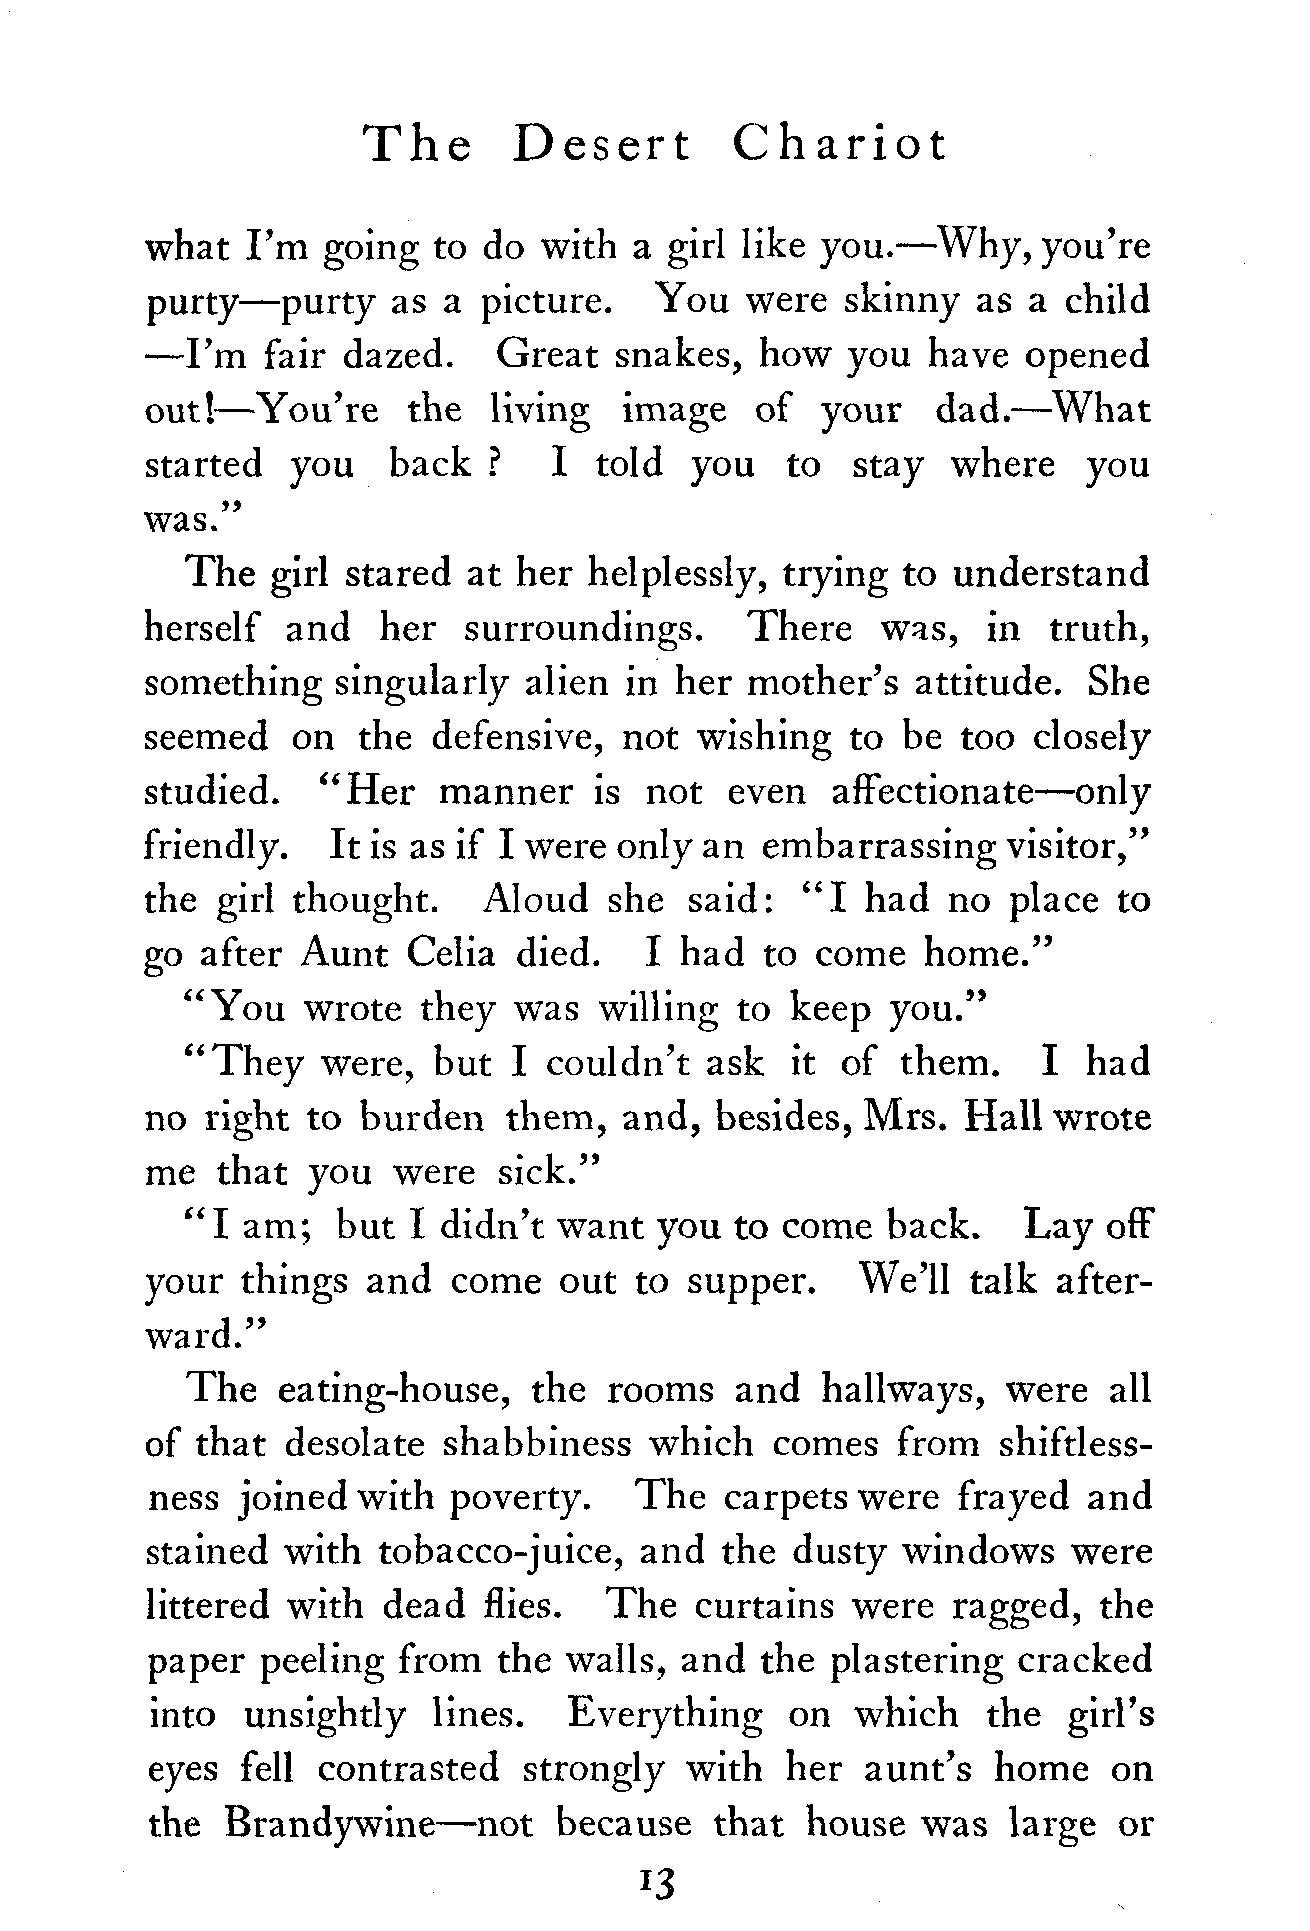 The Desert Chariot
what I'm going to do with a girl like you.—Why, you're
purty—purty as a picture. You were skinny as a child
—I'm fair dazed. Great snakes, how you have opened
out!—You're the living image of your dad.—What
started you back ? I told you to stay where you
was."
The girl stared at her helplessly, trying to understand
herself and her surroundings. There was, in truth,
something singularly alien in her mother's attitude. She
seemed on the defensive, not wishing to be too closely
studied. "Her manner is not even affectionate—only
friendly. It is as if I were only an embarrassing visitor,"
the girl thought. Aloud she said: "I had no place to
go after Aunt Celia died. I had to come home."
"You wrote they was willing to keep you."
"They were, but I couldn't ask it of them. I had
no right to burden them, and, besides, Mrs. Hall wrote
me that you were sick."
"I am; but I didn't want you to come back. Lay off
your things and come out to supper. We'll talk after-
ward."
The eating-house, the rooms and hallways, were all
of that desolate shabbiness which comes from shiftless-
ness joined with poverty. The carpets were frayed and
stained with tobacco-juice, and the dusty windows were
littered with dead flies. The curtains were ragged, the
paper peeling from the walls, and the plastering cracked
into unsightly lines. Everything on which the girl's
eyes fell contrasted strongly with her aunt's home on
the Brandywine—not because that house was large or
13